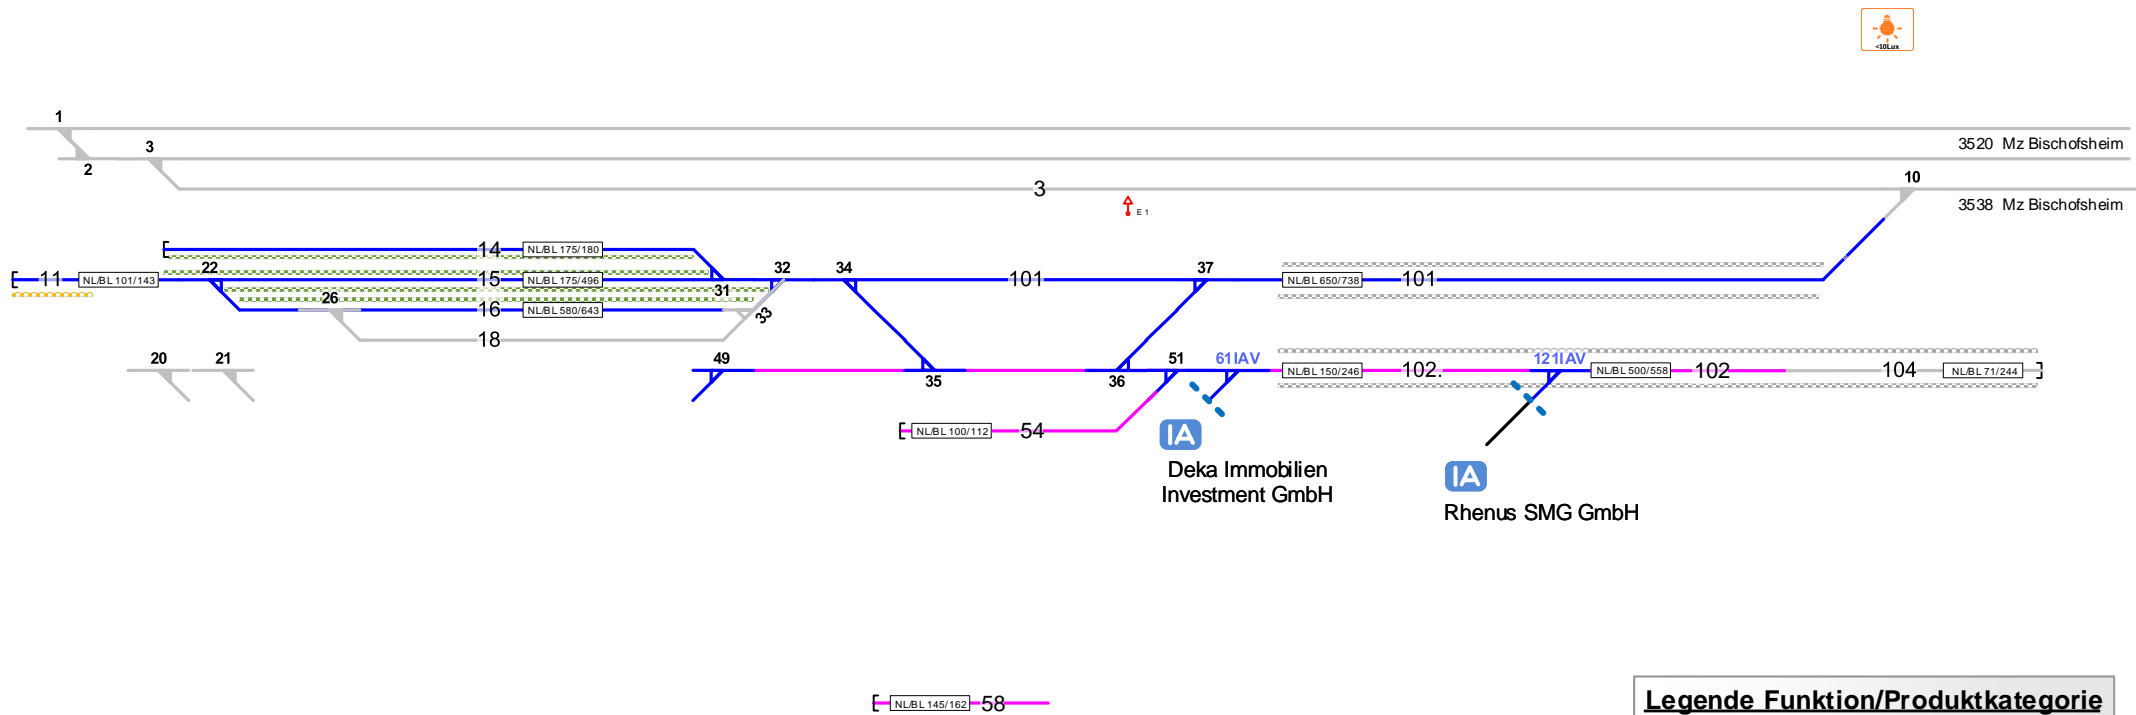 <10Lux
1
3520 Mz Bischofsheim
3
2
3
10
3538 Mz Bischofsheim
E 1
14 NL/BL 175/180
11 NL/BL 101/143 22 15 NL/BL 175/496 32 34 101 37 NL/BL 650/738 101
26 16 NL/BL 580/643 31 33
18
20 21 49 35 36 51 61IAV NL/BL 150/246 102. 121IAV NL/BL 500/558 102 104 NL/BL 71/244
NL/BL 100/112 54
IA
Deka Immobilien
Investment GmbH
IA
Rhenus SMG GmbH
NL/BL 145/162 58
Legende Funktion/Produktkategorie